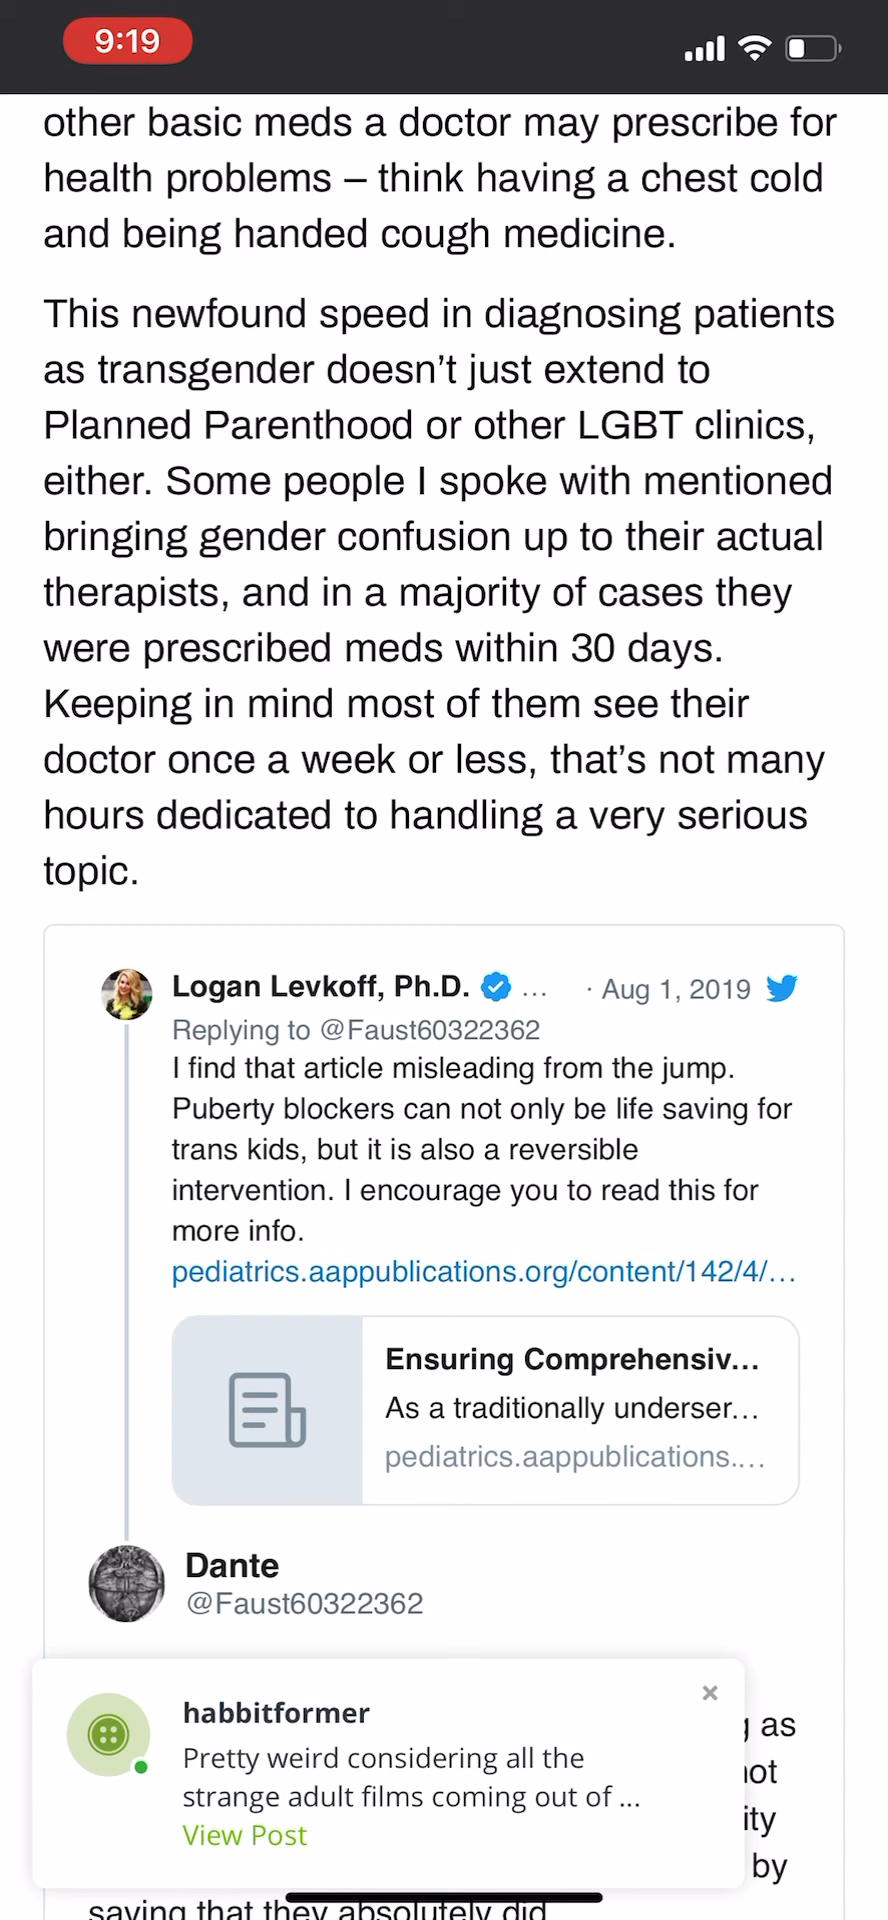 9:19
other basic meds a doctor may prescribe for
health problems – think having a chest cold
and being handed cough medicine.
This newfound speed in diagnosing patients
as transgender doesn’t just extend to
Planned Parenthood or other LGBT clinics,
either. Some people I spoke with mentioned
bringing gender confusion up to their actual
therapists, and in a majority of cases they
were prescribed meds within 30 days.
Keeping in mind most of them see their
doctor once a week or less, that’s not many
hours dedicated to handling a very serious
topic.
Logan Levkoff, Ph.D. ... · Aug 1, 2019
Replying to @Faust60322362
I find that article misleading from the jump.
Puberty blockers can not only be life saving for
trans kids, but it is also a reversible
intervention. I encourage you to read this for
more info.
pediatrics.aappublications.org/content/142/4/…
Ensuring Comprehensiv...
As a traditionally underser...
pediatrics.aappublications....
Dante
@Faust60322362
habbitformer
Pretty weird considering all the
strange adult films coming out of ...
View Post
as
ity
by
saying that they absolutely did